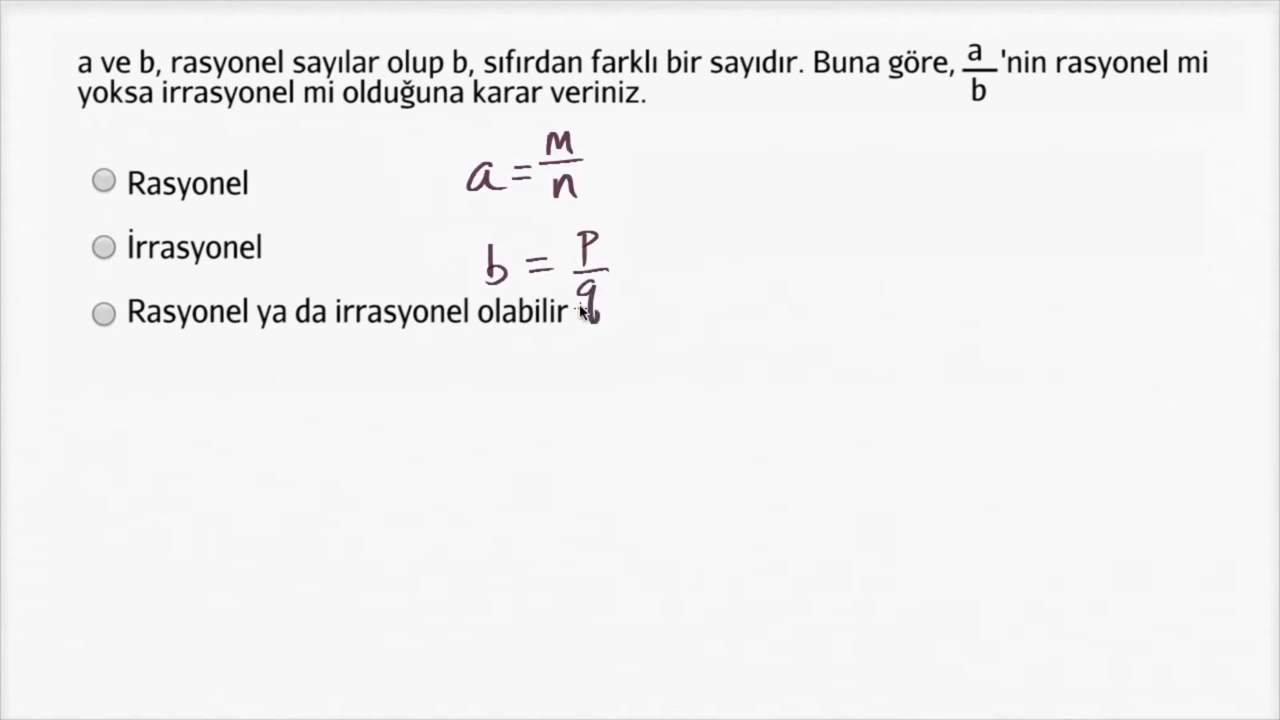 a ve b, rasyonel sayılar olup b, sıfırdan farklı bir sayıdır. Buna göre, a/b 'nin rasyonel mi
yoksa irrasyonel mi olduğuna karar veriniz.
Rasyonel
a = m/n
İrrasyonel
b = p/q
Rasyonel ya da irrasyonel olabilir